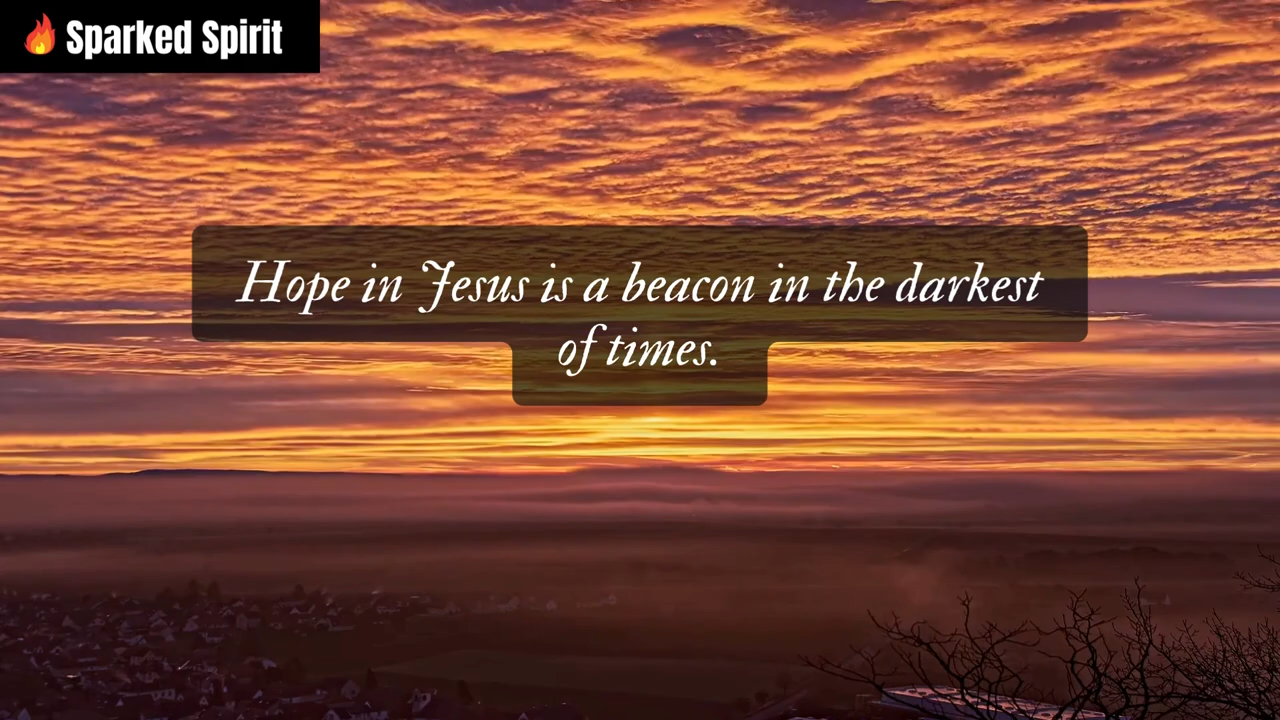 🔥 Sparked Spirit
Hope in Jesus is a beacon in the darkest
of times.